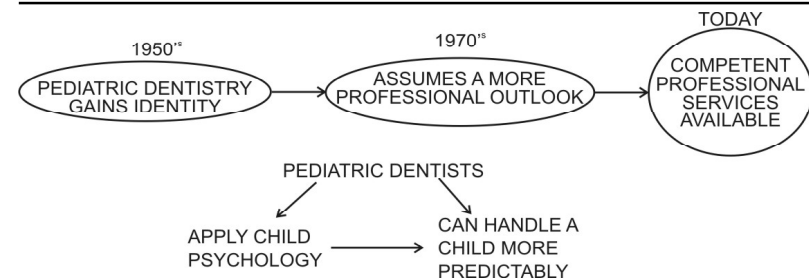 1950's
PEDIATRIC DENTISTRY
GAINS IDENTITY
1970's
ASSUMES A MORE
PROFESSIONAL OUTLOOK
TODAY
COMPETENT
PROFESSIONAL
SERVICES
AVAILABLE
PEDIATRIC DENTISTS
APPLY CHILD
PSYCHOLOGY
CAN HANDLE A
CHILD MORE
PREDICTABLY